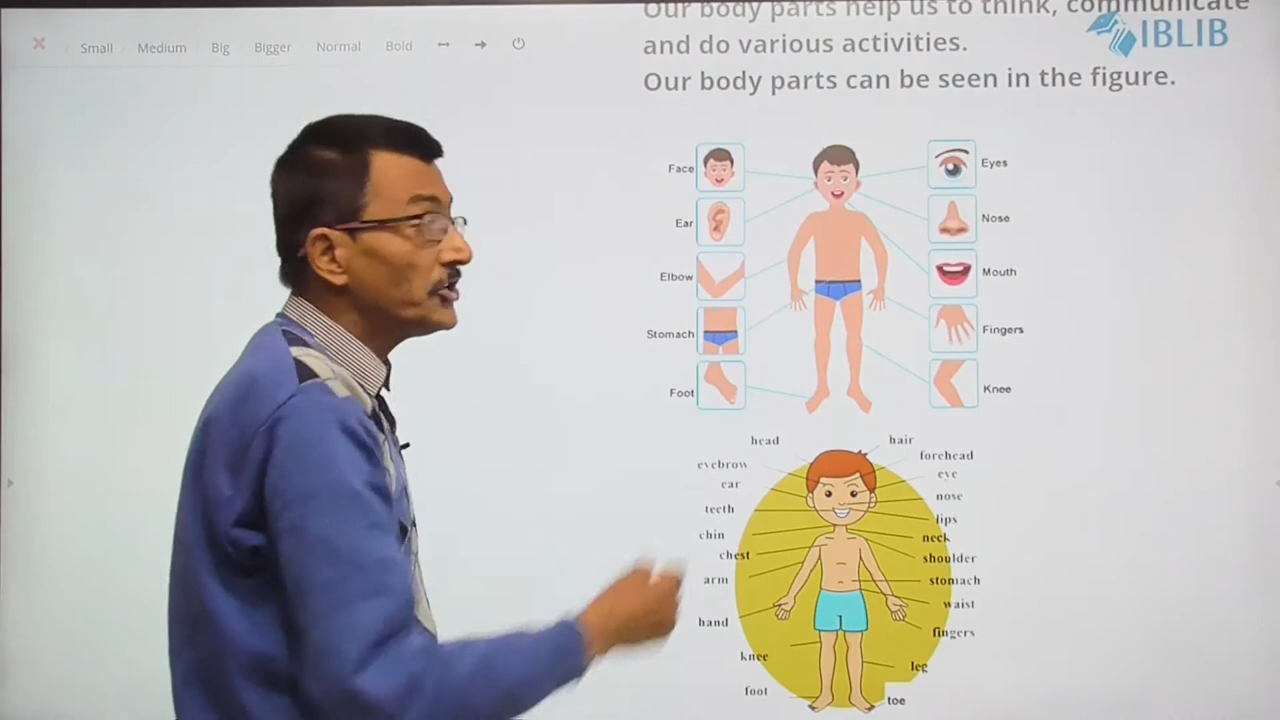 Our body parts help us to think, communicate
and do various activities.
IBLIB
Our body parts can be seen in the figure.
Small Medium Big Bigger Normal Bold
Face
Eyes
Ear
Nose
Elbow
Mouth
Stomach
Fingers
Foot
Knee
head
hair
forehead
eyebrow
eye
ear
nose
teeth
lips
chin
neck
chest
shoulder
arm
stomach
waist
hand
fingers
knee
leg
foot
toe